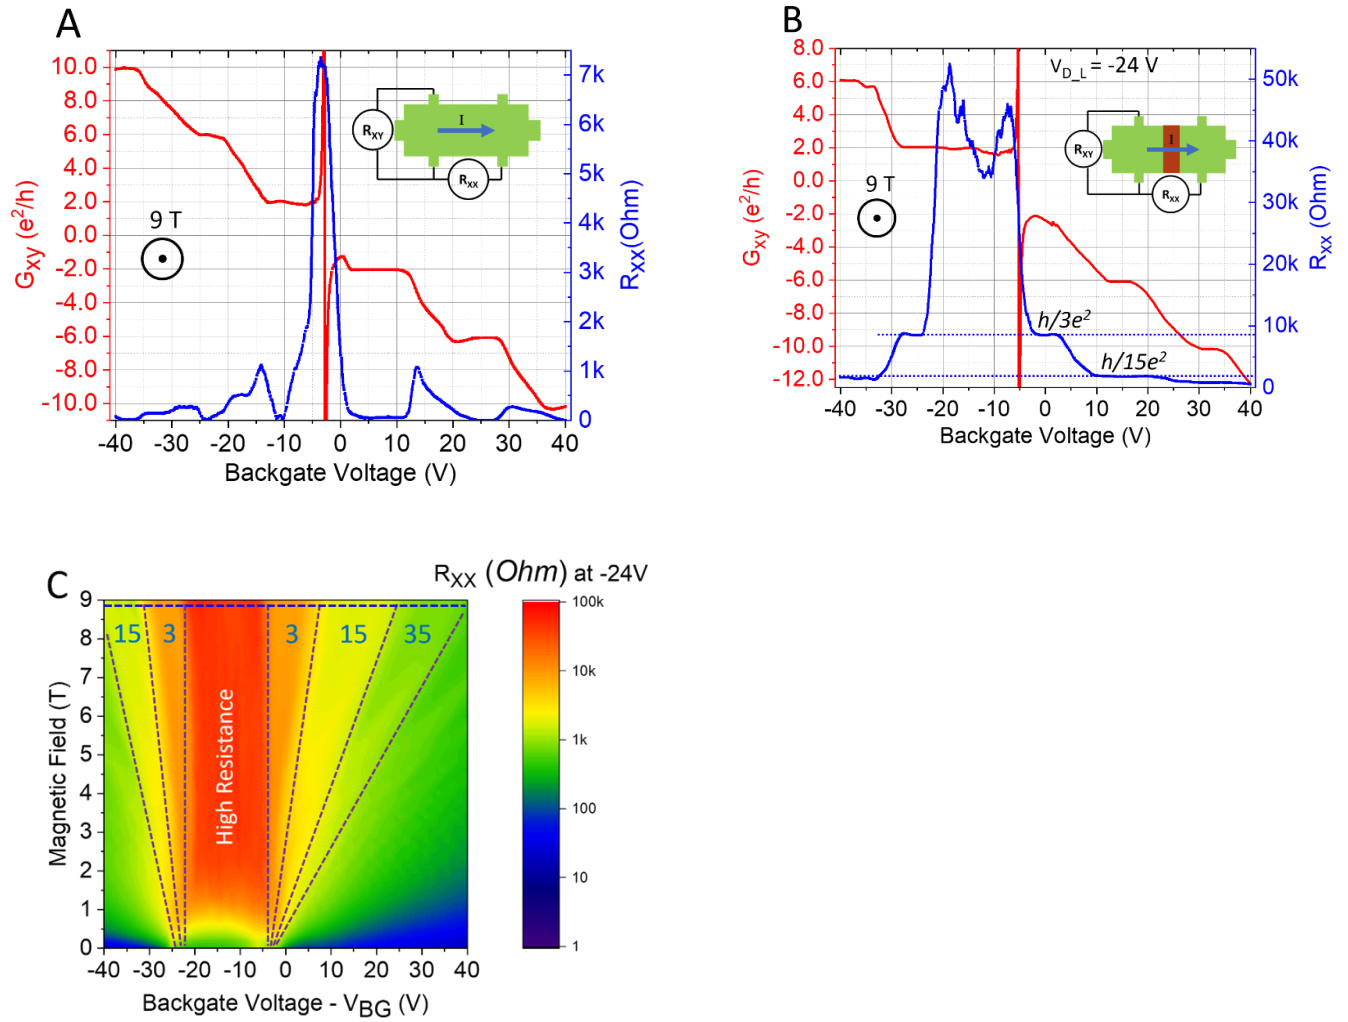 A
10.0
8.0
6.0
4.0
2.0
0.0
-2.0
-4.0
-6.0
-8.0
-10.0
Gxy (e²/h)
9 T
I
RXY
RXX
7k
6k
5k
4k
3k
2k
1k
0
RXX(Ohm)
-40 -30 -20 -10 0 10 20 30 40
Backgate Voltage (V)
B
8.0
6.0
4.0
2.0
0.0
-2.0
-4.0
-6.0
-8.0
-10.0
-12.0
Gxy (e²/h)
VD_L = -24 V
9 T
I
RXY
RXX
h/3e²
h/15e²
50k
40k
30k
20k
10k
0
RXX (Ohm)
-40 -30 -20 -10 0 10 20 30 40
Backgate Voltage (V)
C
RXX (Ohm) at -24V
9
8
7
6
5
4
3
2
1
0
Magnetic Field (T)
15 3 3 15 35
High Resistance
100k
10k
1k
100
10
1
-40 -30 -20 -10 0 10 20 30 40
Backgate Voltage - VBG (V)